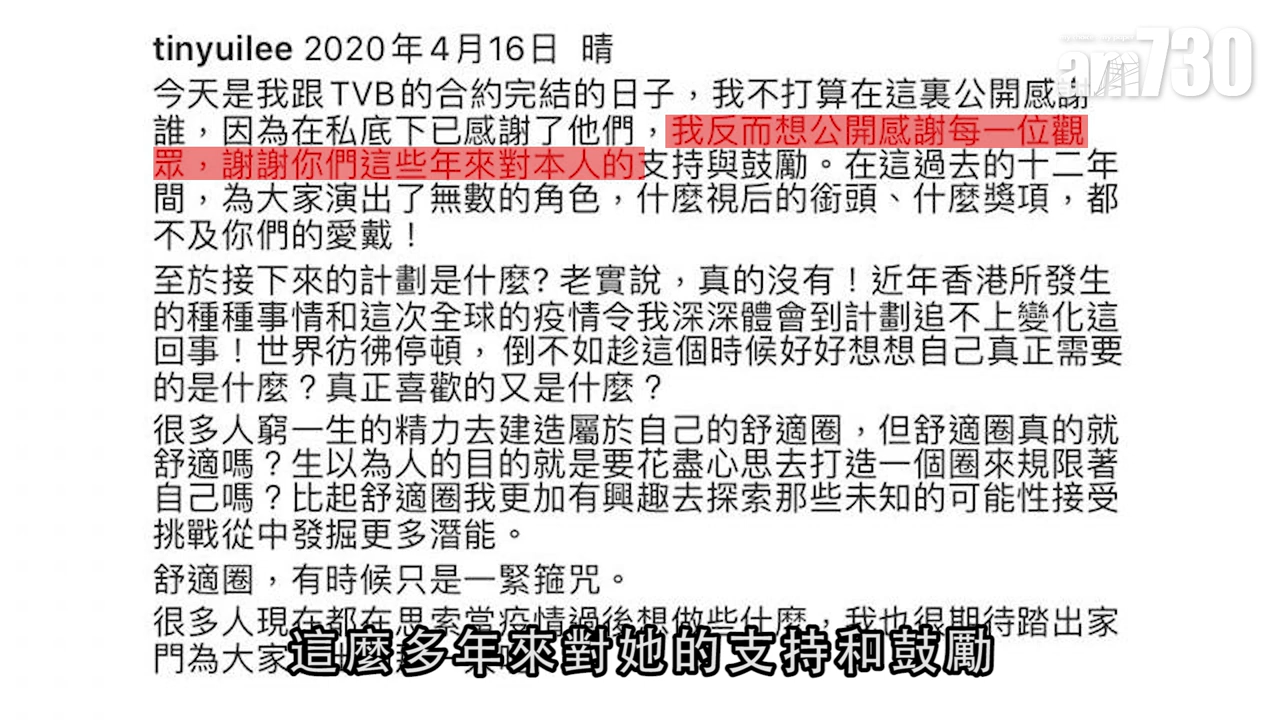 am730
tinyuilee 2020年4月16日 晴
今天是我跟TVB的合約完結的日子，我不打算在這裏公開感謝
誰，因為在私底下已感謝了他們，我反而想公開感謝每一位觀
眾，謝謝你們這些年來對本人的支持與鼓勵。在這過去的十二年
間，為大家演出了無數的角色，什麼視后的銜頭、什麼獎項，都
不及你們的愛戴！
至於接下來的計劃是什麼? 老實說，真的沒有！近年香港所發生
的種種事情和這次全球的疫情令我深深體會到計劃追不上變化這
回事！世界彷彿停頓，倒不如趁這個時候好好想想自己真正需要
的是什麼？真正喜歡的又是什麼？
很多人窮一生的精力去建造屬於自己的舒適圈，但舒適圈真的就
舒適嗎？生以為人的目的就是要花盡心思去打造一個圈來規限著
自己嗎？比起舒適圈我更加有興趣去探索那些未知的可能性接受
挑戰從中發掘更多潛能。
舒適圈，有時候只是一緊箍咒。
很多人現在都在思索當疫情過後想做些什麼，我也很期待踏出家
門為大家
這麼多年來對她的支持和鼓勵